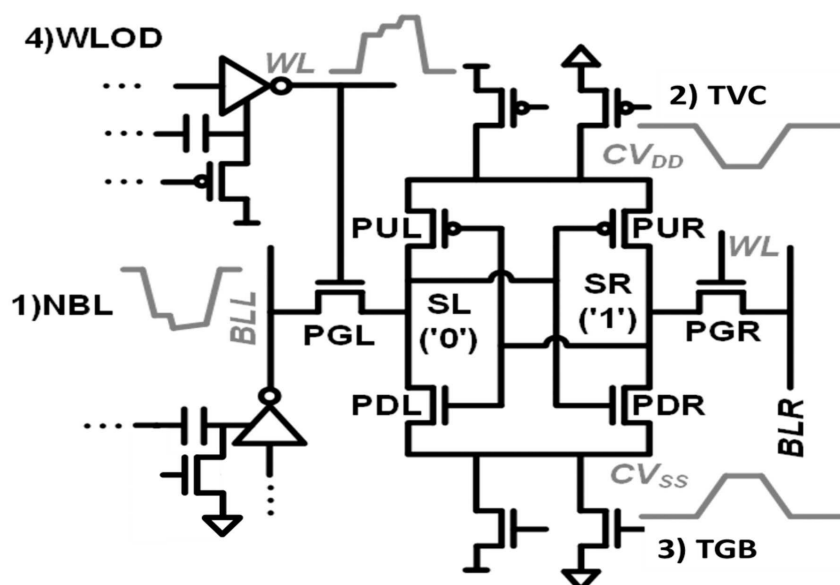 4)WLOD
WL
2) TVC
CVDD
PUL
PUR
WL
1)NBL
BLL
PGL
SL
('0')
SR
('1')
PGR
PDL
PDR
BLR
CVSS
3) TGB